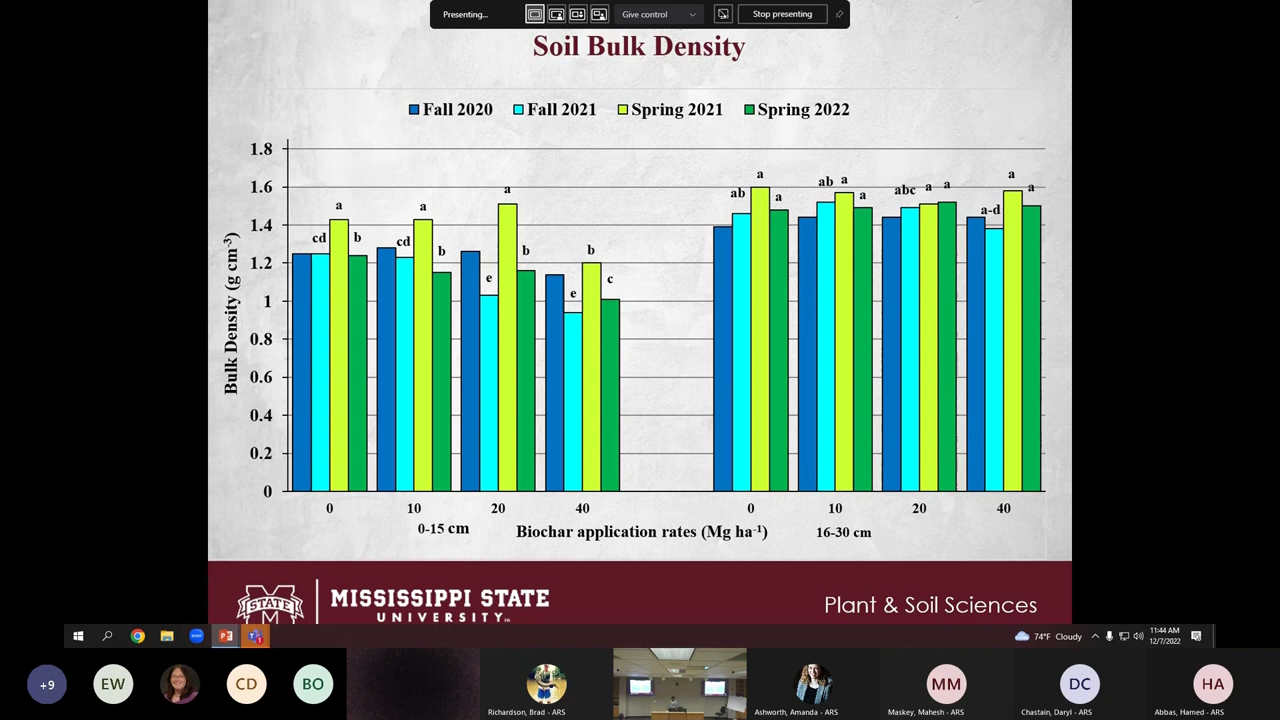 Presenting...
Give control
Stop presenting
Soil Bulk Density
Fall 2020 Fall 2021 Spring 2021 Spring 2022
Bulk Density (g cm-3)
1.8
1.6
1.4
1.2
1
0.8
0.6
0.4
0.2
0
cd a b
cd a b
e a b
e b c
ab a a
ab a a
abc a a
a-d a a
0 10 20 40 0 10 20 40
0-15 cm
Biochar application rates (Mg ha-1)
16-30 cm
STATE
M
MISSISSIPPI STATE
UNIVERSITY™
Plant & Soil Sciences
74°F Cloudy
11:44 AM
12/7/2022
+9
EW
CD
BO
Richardson, Brad - ARS
Ashworth, Amanda - ARS
MM
Maskey, Mahesh - ARS
DC
Chastain, Daryl - ARS
HA
Abbas, Hamed - ARS